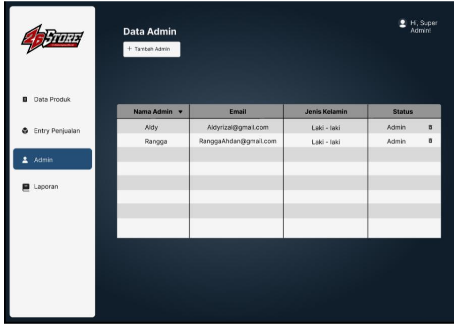 26 STORE
Data Admin
Hi, Super
Admin!
+ Tambah Admin
Data Produk
Entry Penjualan
Admin
Laporan
Nama Admin ▼ Email Jenis Kelamin Status
Aldy Aldyrizal@gmail.com Laki - laki Admin
Rangga RanggaAhdan@gmail.com Laki - laki Admin